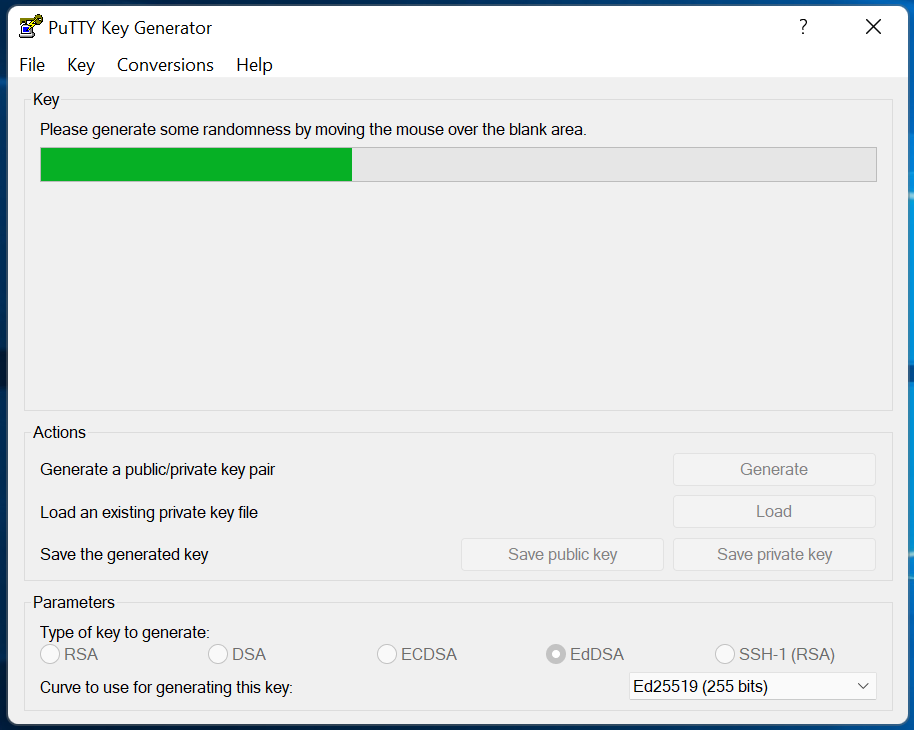 PuTTY Key Generator ?
File Key Conversions Help
Key
Please generate some randomness by moving the mouse over the blank area.
Actions
Generate a public/private key pair Generate
Load an existing private key file Load
Save the generated key Save public key Save private key
Parameters
Type of key to generate:
RSA DSA ECDSA EdDSA SSH-1 (RSA)
Curve to use for generating this key: Ed25519 (255 bits)